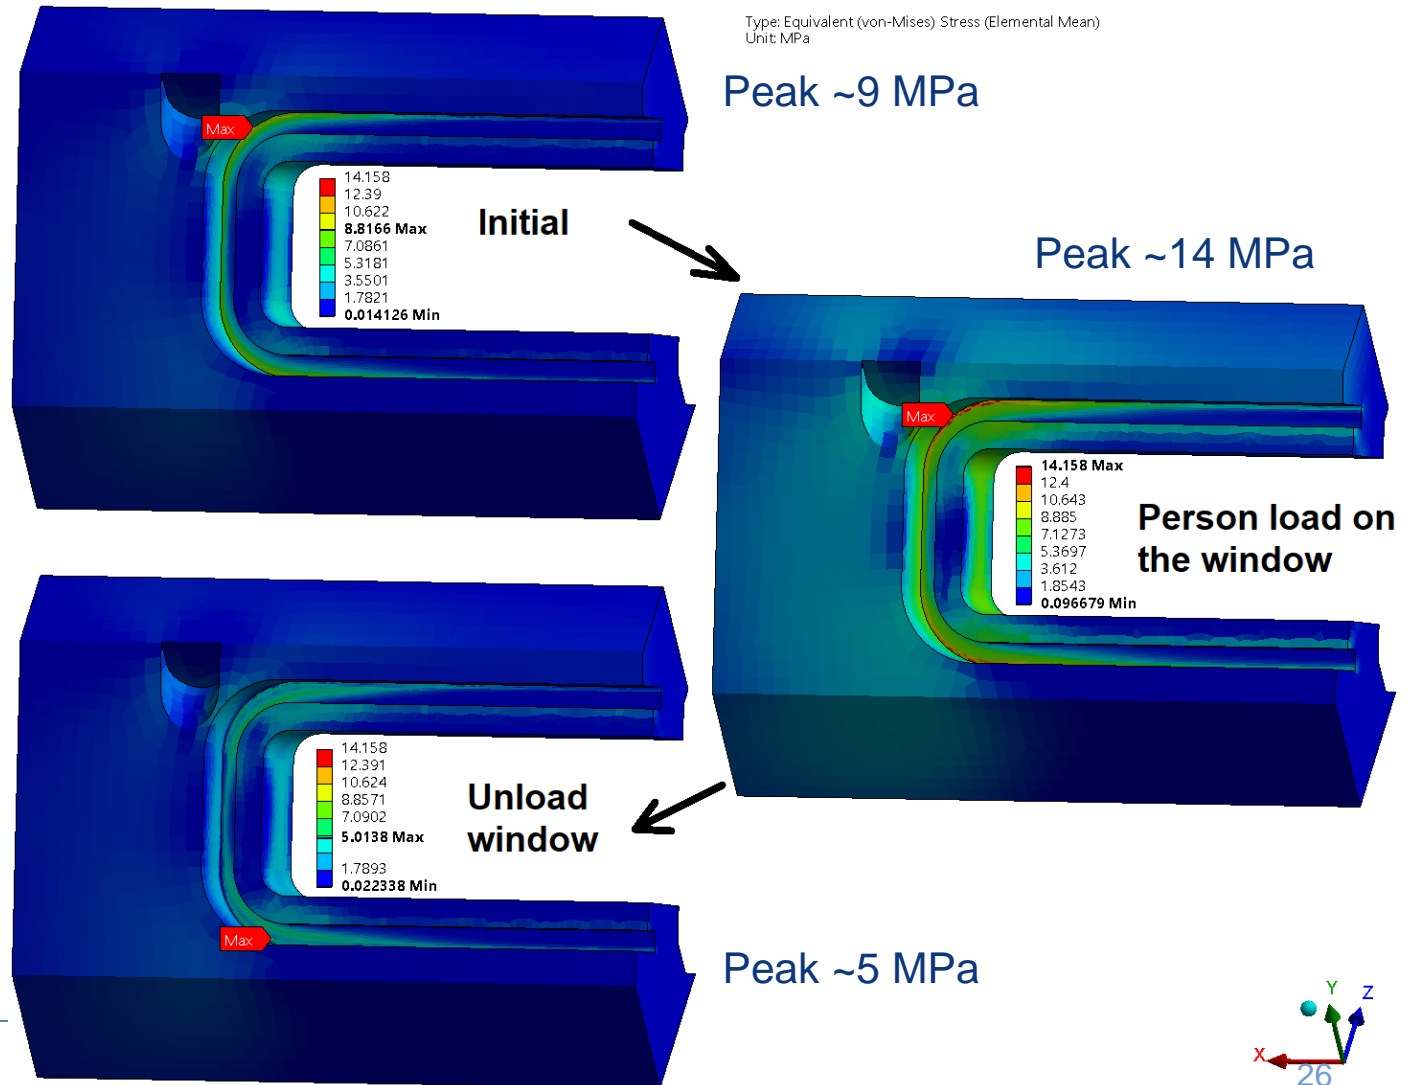 Type: Equivalent (von-Mises) Stress (Elemental Mean)
Unit: MPa
Peak ~9 MPa
Max
14.158
12.39
10.622
8.8166 Max
7.0861
5.3181
3.5501
1.7821
0.014126 Min
Initial
Peak ~14 MPa
Max
14.158 Max
12.4
10.643
8.885
7.1273
5.3697
3.612
1.8543
0.096679 Min
Person load on
the window
14.158
12.391
10.624
8.8571
7.0902
5.0138 Max
1.7893
0.022338 Min
Unload
window
Max
Peak ~5 MPa
Y
Z
X
26